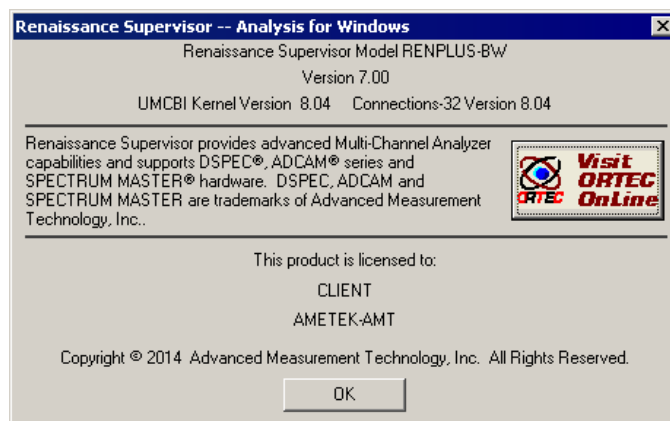 Renaissance Supervisor -- Analysis for Windows
Renaissance Supervisor Model RENPLUS-BW
Version 7.00
UMCBI Kernel Version 8.04 Connections-32 Version 8.04
Renaissance Supervisor provides advanced Multi-Channel Analyzer
capabilities and supports DSPEC®, ADCAM® series and
SPECTRUM MASTER® hardware. DSPEC, ADCAM and
SPECTRUM MASTER are trademarks of Advanced Measurement
Technology, Inc..
ORTEC
Visit
ORTEC
OnLine
This product is licensed to:
CLIENT
AMETEK-AMT
Copyright © 2014 Advanced Measurement Technology, Inc. All Rights Reserved.
OK